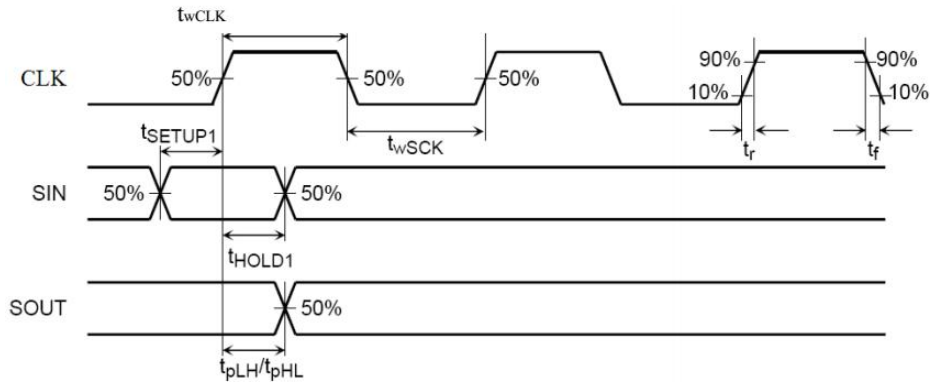 twCLK
CLK 50% 50% 50% 90% 90%
10% 10%
tSETUP1 twSCK tr tf
SIN 50% 50%
tHOLD1
SOUT 50%
tpLH/tpHL